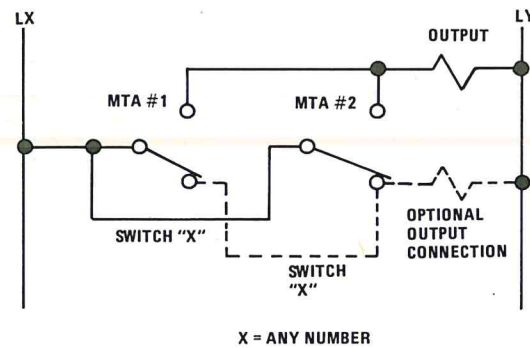 LX
LY
OUTPUT
MTA #1
MTA #2
SWITCH "X"
SWITCH
"X"
OPTIONAL
OUTPUT
CONNECTION
X = ANY NUMBER